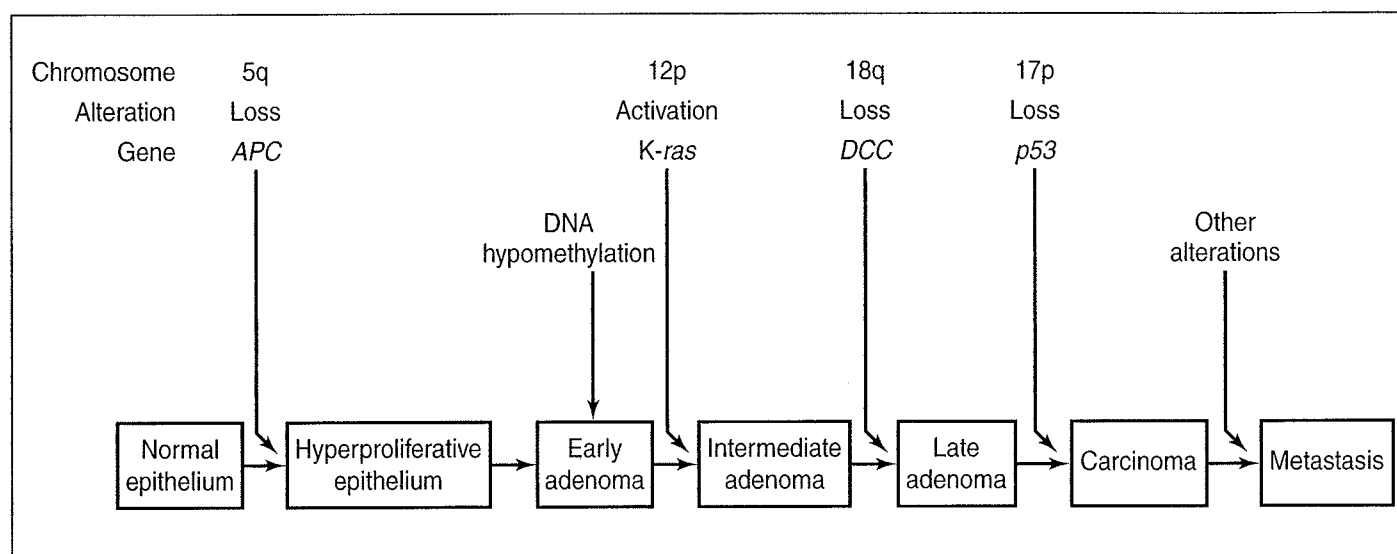 Chromosome 5q 12p 18q 17p
Alteration Loss Activation Loss Loss
Gene APC K-ras DCC p53
DNA
hypomethylation
Other
alterations
Normal
epithelium
Hyperproliferative
epithelium
Early
adenoma
Intermediate
adenoma
Late
adenoma
Carcinoma
Metastasis